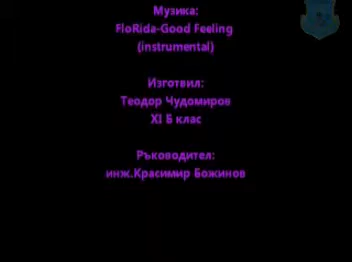 Музика:
FloRida-Good Feeling
(instrumental)
Изготвил:
Теодор Чудомиров
XI Б клас
Ръководител:
инж.Красимир Божинов